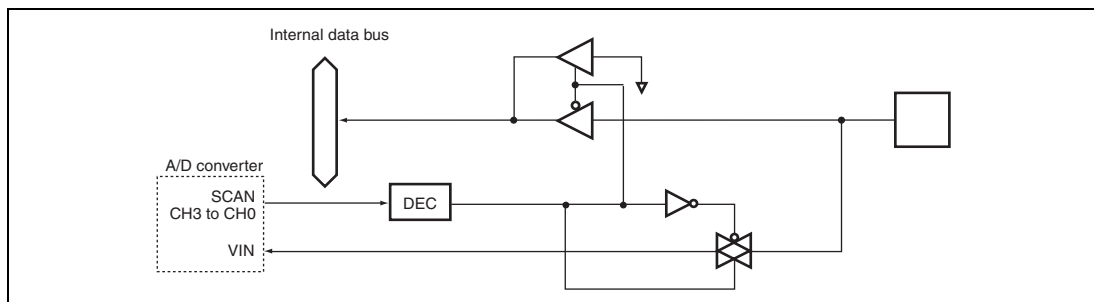 Internal data bus
A/D converter
SCAN
CH3 to CH0
DEC
VIN